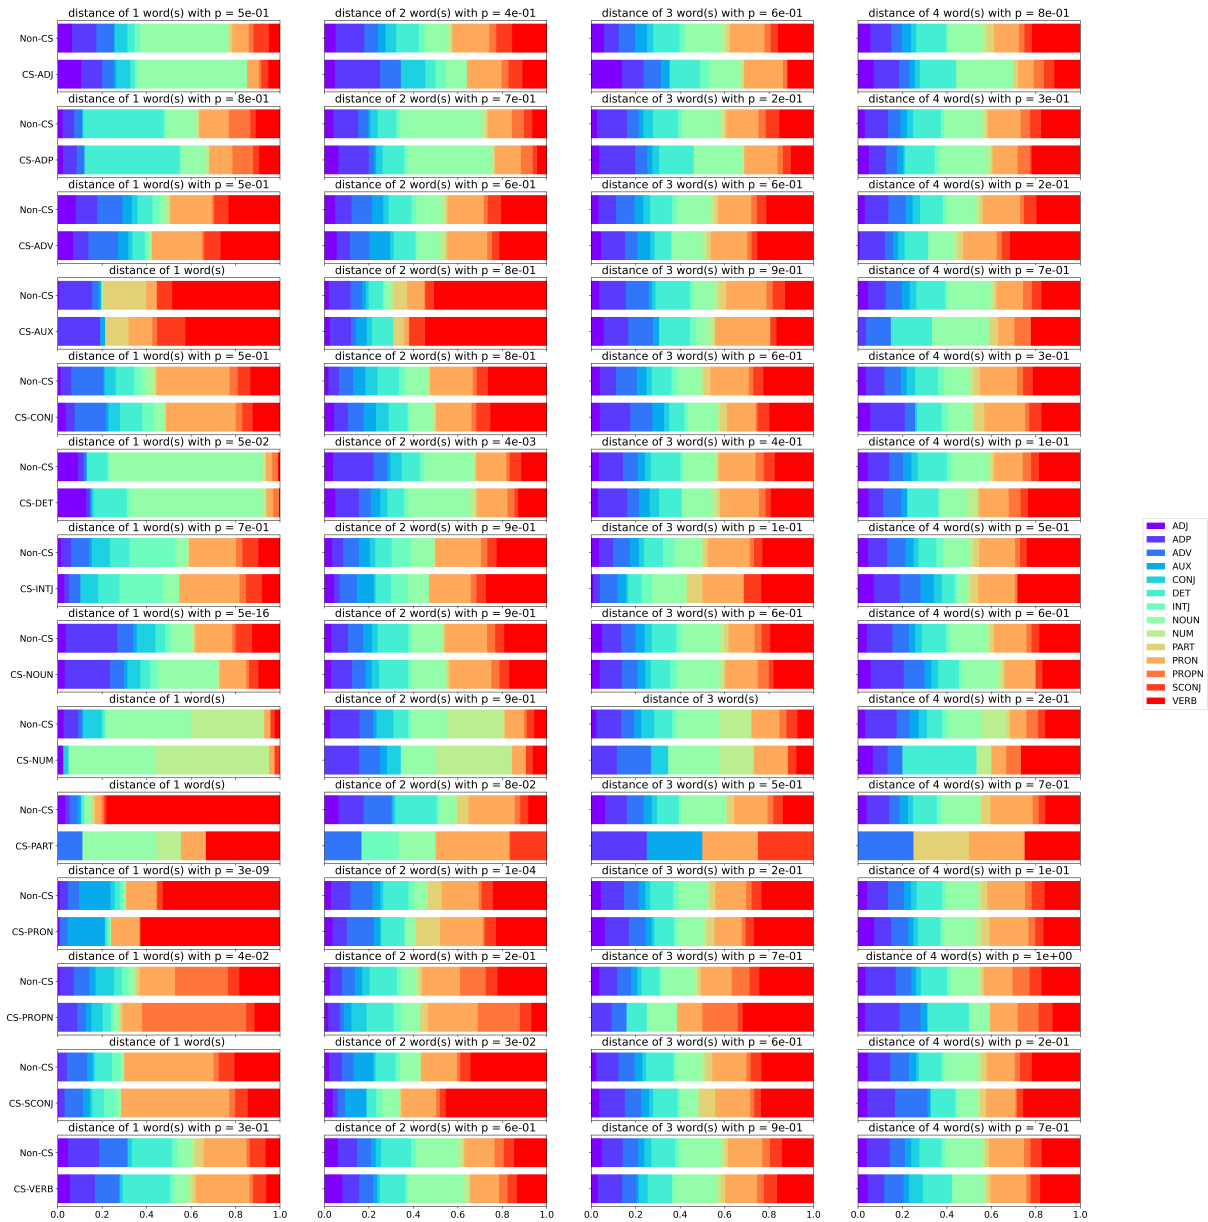 distance of 1 word(s) with p = 5e-01 distance of 2 word(s) with p = 4e-01 distance of 3 word(s) with p = 6e-01 distance of 4 word(s) with p = 8e-01
Non-CS
CS-ADJ
distance of 1 word(s) with p = 8e-01 distance of 2 word(s) with p = 7e-01 distance of 3 word(s) with p = 2e-01 distance of 4 word(s) with p = 3e-01
Non-CS
CS-ADP
distance of 1 word(s) with p = 5e-01 distance of 2 word(s) with p = 6e-01 distance of 3 word(s) with p = 6e-01 distance of 4 word(s) with p = 2e-01
Non-CS
CS-ADV
distance of 1 word(s) distance of 2 word(s) with p = 8e-01 distance of 3 word(s) with p = 9e-01 distance of 4 word(s) with p = 7e-01
Non-CS
CS-AUX
distance of 1 word(s) with p = 5e-01 distance of 2 word(s) with p = 8e-01 distance of 3 word(s) with p = 6e-01 distance of 4 word(s) with p = 3e-01
Non-CS
CS-CONJ
distance of 1 word(s) with p = 5e-02 distance of 2 word(s) with p = 4e-03 distance of 3 word(s) with p = 4e-01 distance of 4 word(s) with p = 1e-01
Non-CS
CS-DET
distance of 1 word(s) with p = 7e-01 distance of 2 word(s) with p = 9e-01 distance of 3 word(s) with p = 1e-01 distance of 4 word(s) with p = 5e-01
Non-CS
CS-INTJ
distance of 1 word(s) with p = 5e-16 distance of 2 word(s) with p = 9e-01 distance of 3 word(s) with p = 6e-01 distance of 4 word(s) with p = 6e-01
Non-CS
CS-NOUN
distance of 1 word(s) distance of 2 word(s) with p = 9e-01 distance of 3 word(s) distance of 4 word(s) with p = 2e-01
Non-CS
CS-NUM
distance of 1 word(s) distance of 2 word(s) with p = 8e-02 distance of 3 word(s) with p = 5e-01 distance of 4 word(s) with p = 7e-01
Non-CS
CS-PART
distance of 1 word(s) with p = 3e-09 distance of 2 word(s) with p = 1e-04 distance of 3 word(s) with p = 2e-01 distance of 4 word(s) with p = 1e-01
Non-CS
CS-PRON
distance of 1 word(s) with p = 4e-02 distance of 2 word(s) with p = 2e-01 distance of 3 word(s) with p = 7e-01 distance of 4 word(s) with p = 1e+00
Non-CS
CS-PROPN
distance of 1 word(s) distance of 2 word(s) with p = 3e-02 distance of 3 word(s) with p = 6e-01 distance of 4 word(s) with p = 2e-01
Non-CS
CS-SCONJ
distance of 1 word(s) with p = 3e-01 distance of 2 word(s) with p = 6e-01 distance of 3 word(s) with p = 9e-01 distance of 4 word(s) with p = 7e-01
Non-CS
CS-VERB
0.0 0.2 0.4 0.6 0.8 1.0 0.0 0.2 0.4 0.6 0.8 1.0 0.0 0.2 0.4 0.6 0.8 1.0 0.0 0.2 0.4 0.6 0.8 1.0
ADJ
ADP
ADV
AUX
CONJ
DET
INTJ
NOUN
NUM
PART
PRON
PROPN
SCONJ
VERB